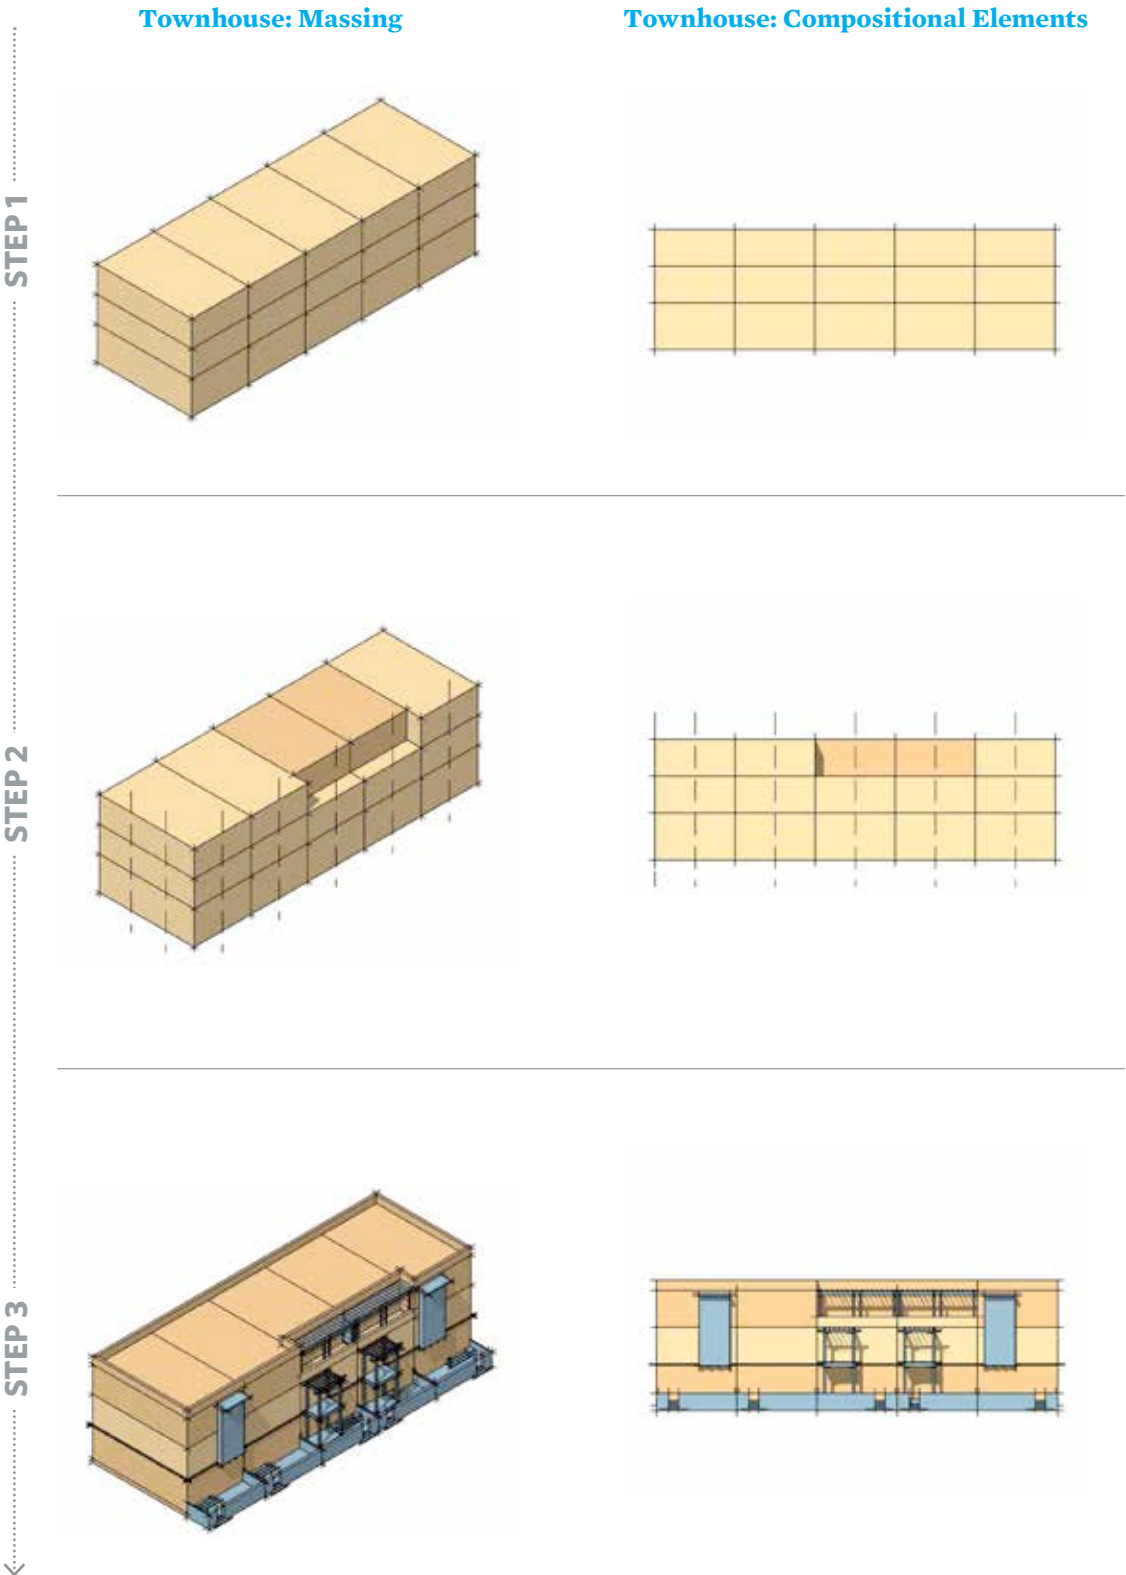 Townhouse: Massing
Townhouse: Compositional Elements
STEP 1
STEP 2
STEP 3